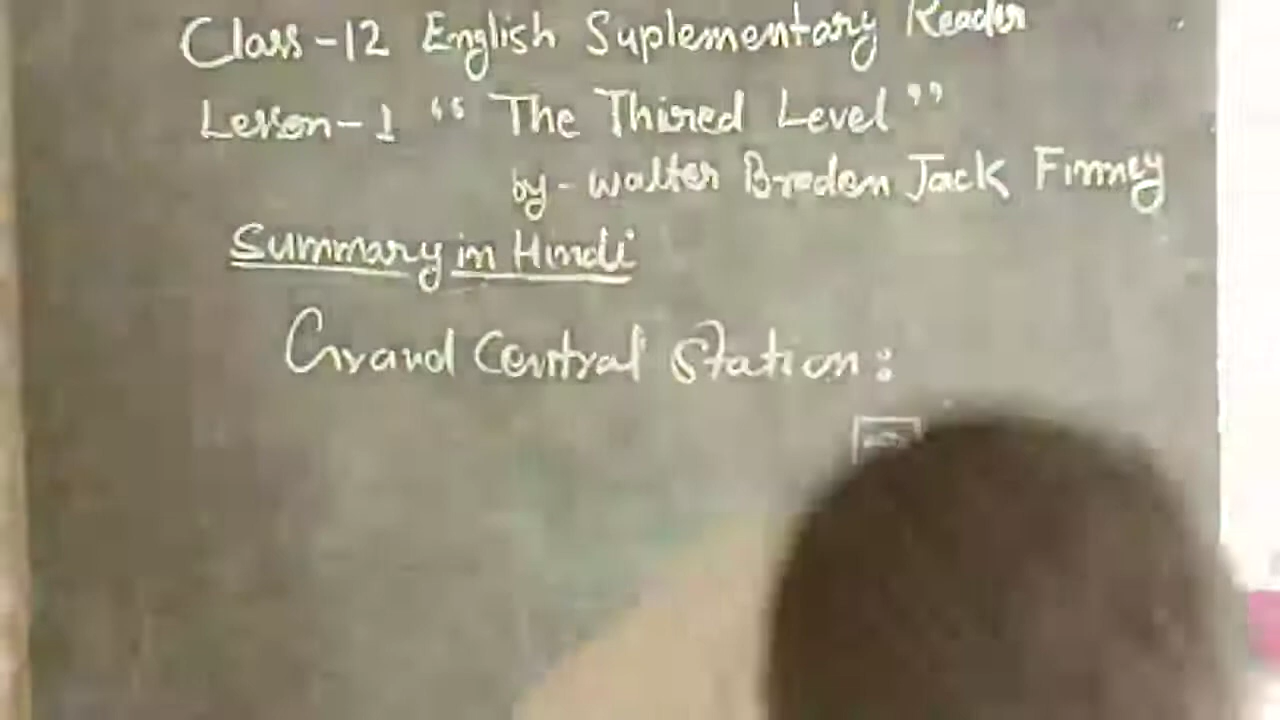 Class-12 English Suplementary Reader
Lesson-1 “ The Thired Level ”
by - Walter Breden Jack Finney
Summary in Hindi
Grand Central Station :